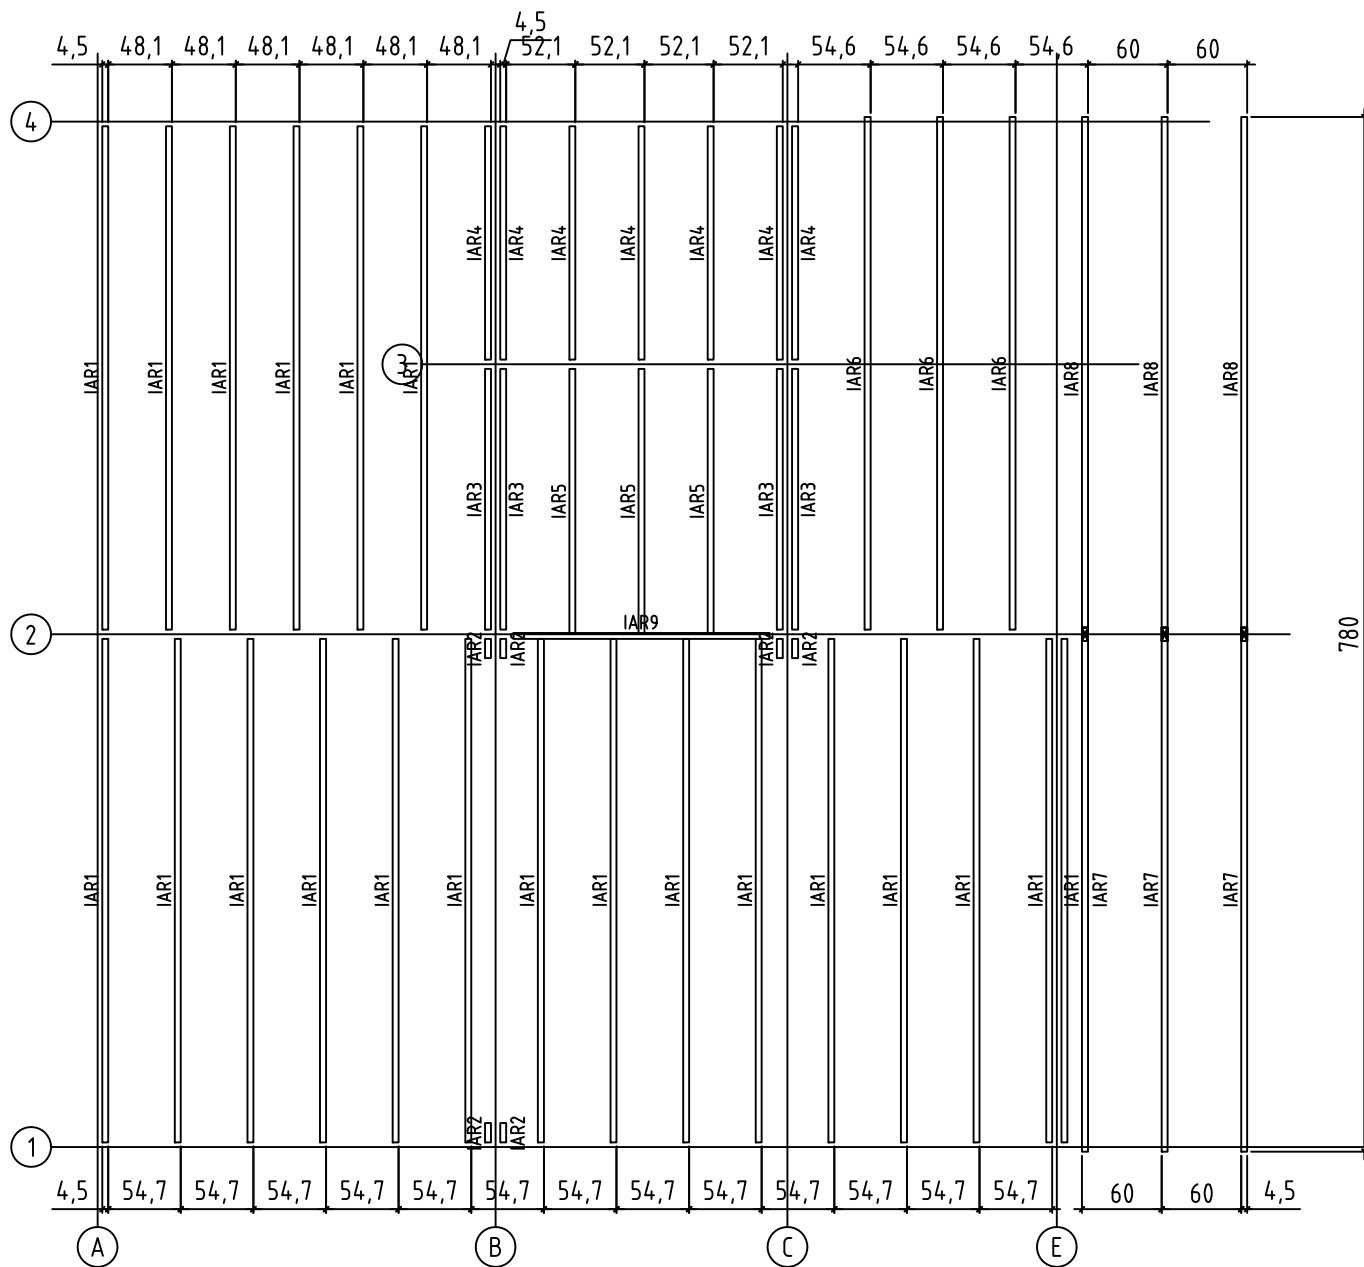 4,5
4,5 48,1 48,1 48,1 48,1 48,1 48,1 52,1 52,1 52,1 52,1 54,6 54,6 54,6 54,6 60 60
4
IAR4 IAR4 IAR4 IAR4 IAR4 IAR4 IAR4
3
IAR1 IAR1 IAR1 IAR1 IAR1 IAR1 IAR6 IAR6 IAR6 IAR8 IAR8 IAR8
IAR3 IAR3 IAR5 IAR5 IAR5 IAR3 IAR3
780
IAR9
2
IAR2 IAR2 IAR2 IAR2
IAR1 IAR1 IAR1 IAR1 IAR1 IAR1 IAR1 IAR1 IAR1 IAR1 IAR1 IAR1 IAR1 IAR1 IAR1 IAR7 IAR7 IAR7
IAR2 IAR2
1
4,5 54,7 54,7 54,7 54,7 54,7 54,7 54,7 54,7 54,7 54,7 54,7 54,7 54,7 60 60 4,5
A B C E